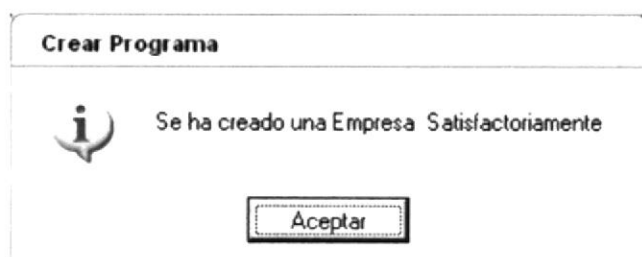 Crear Programa
Se ha creado una Empresa Satisfactoriamente
Aceptar